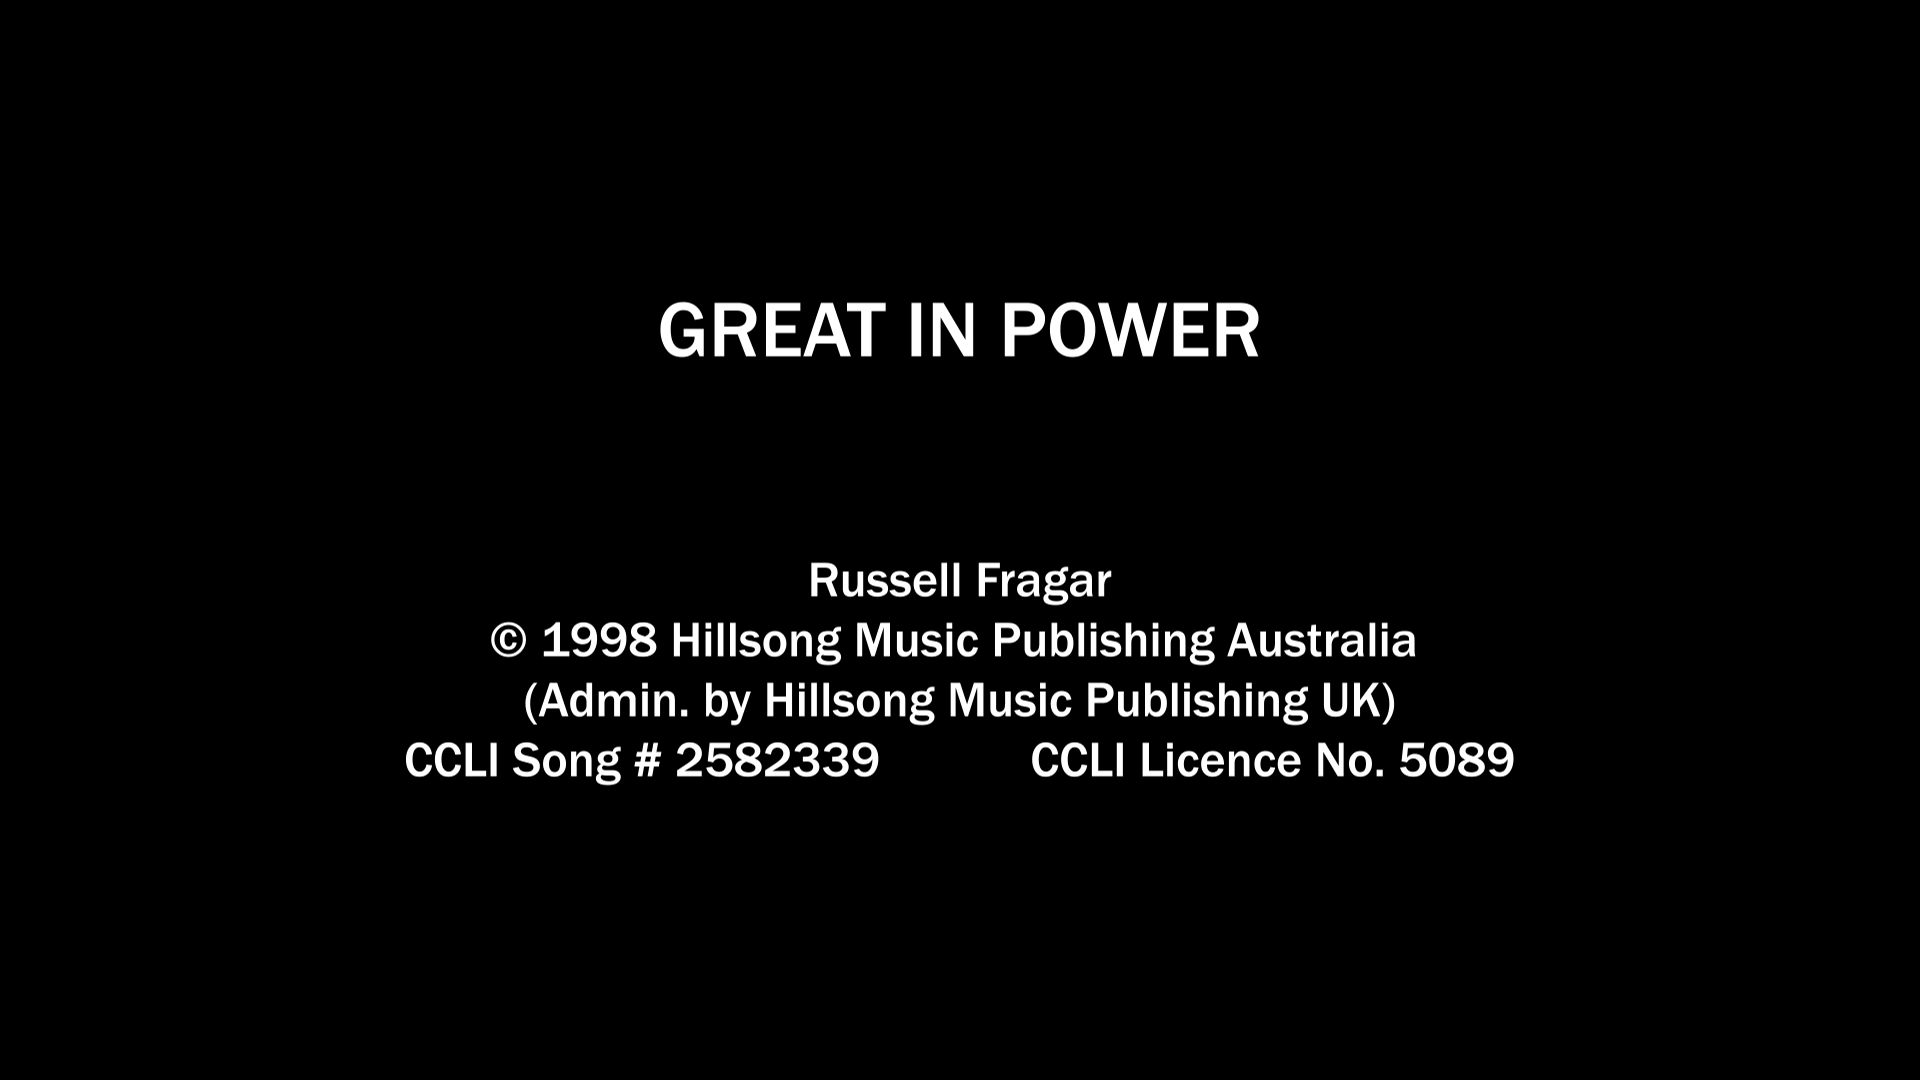 GREAT IN POWER
Russell Fragar
© 1998 Hillsong Music Publishing Australia
(Admin. by Hillsong Music Publishing UK)
CCLI Song # 2582339 CCLI Licence No. 5089